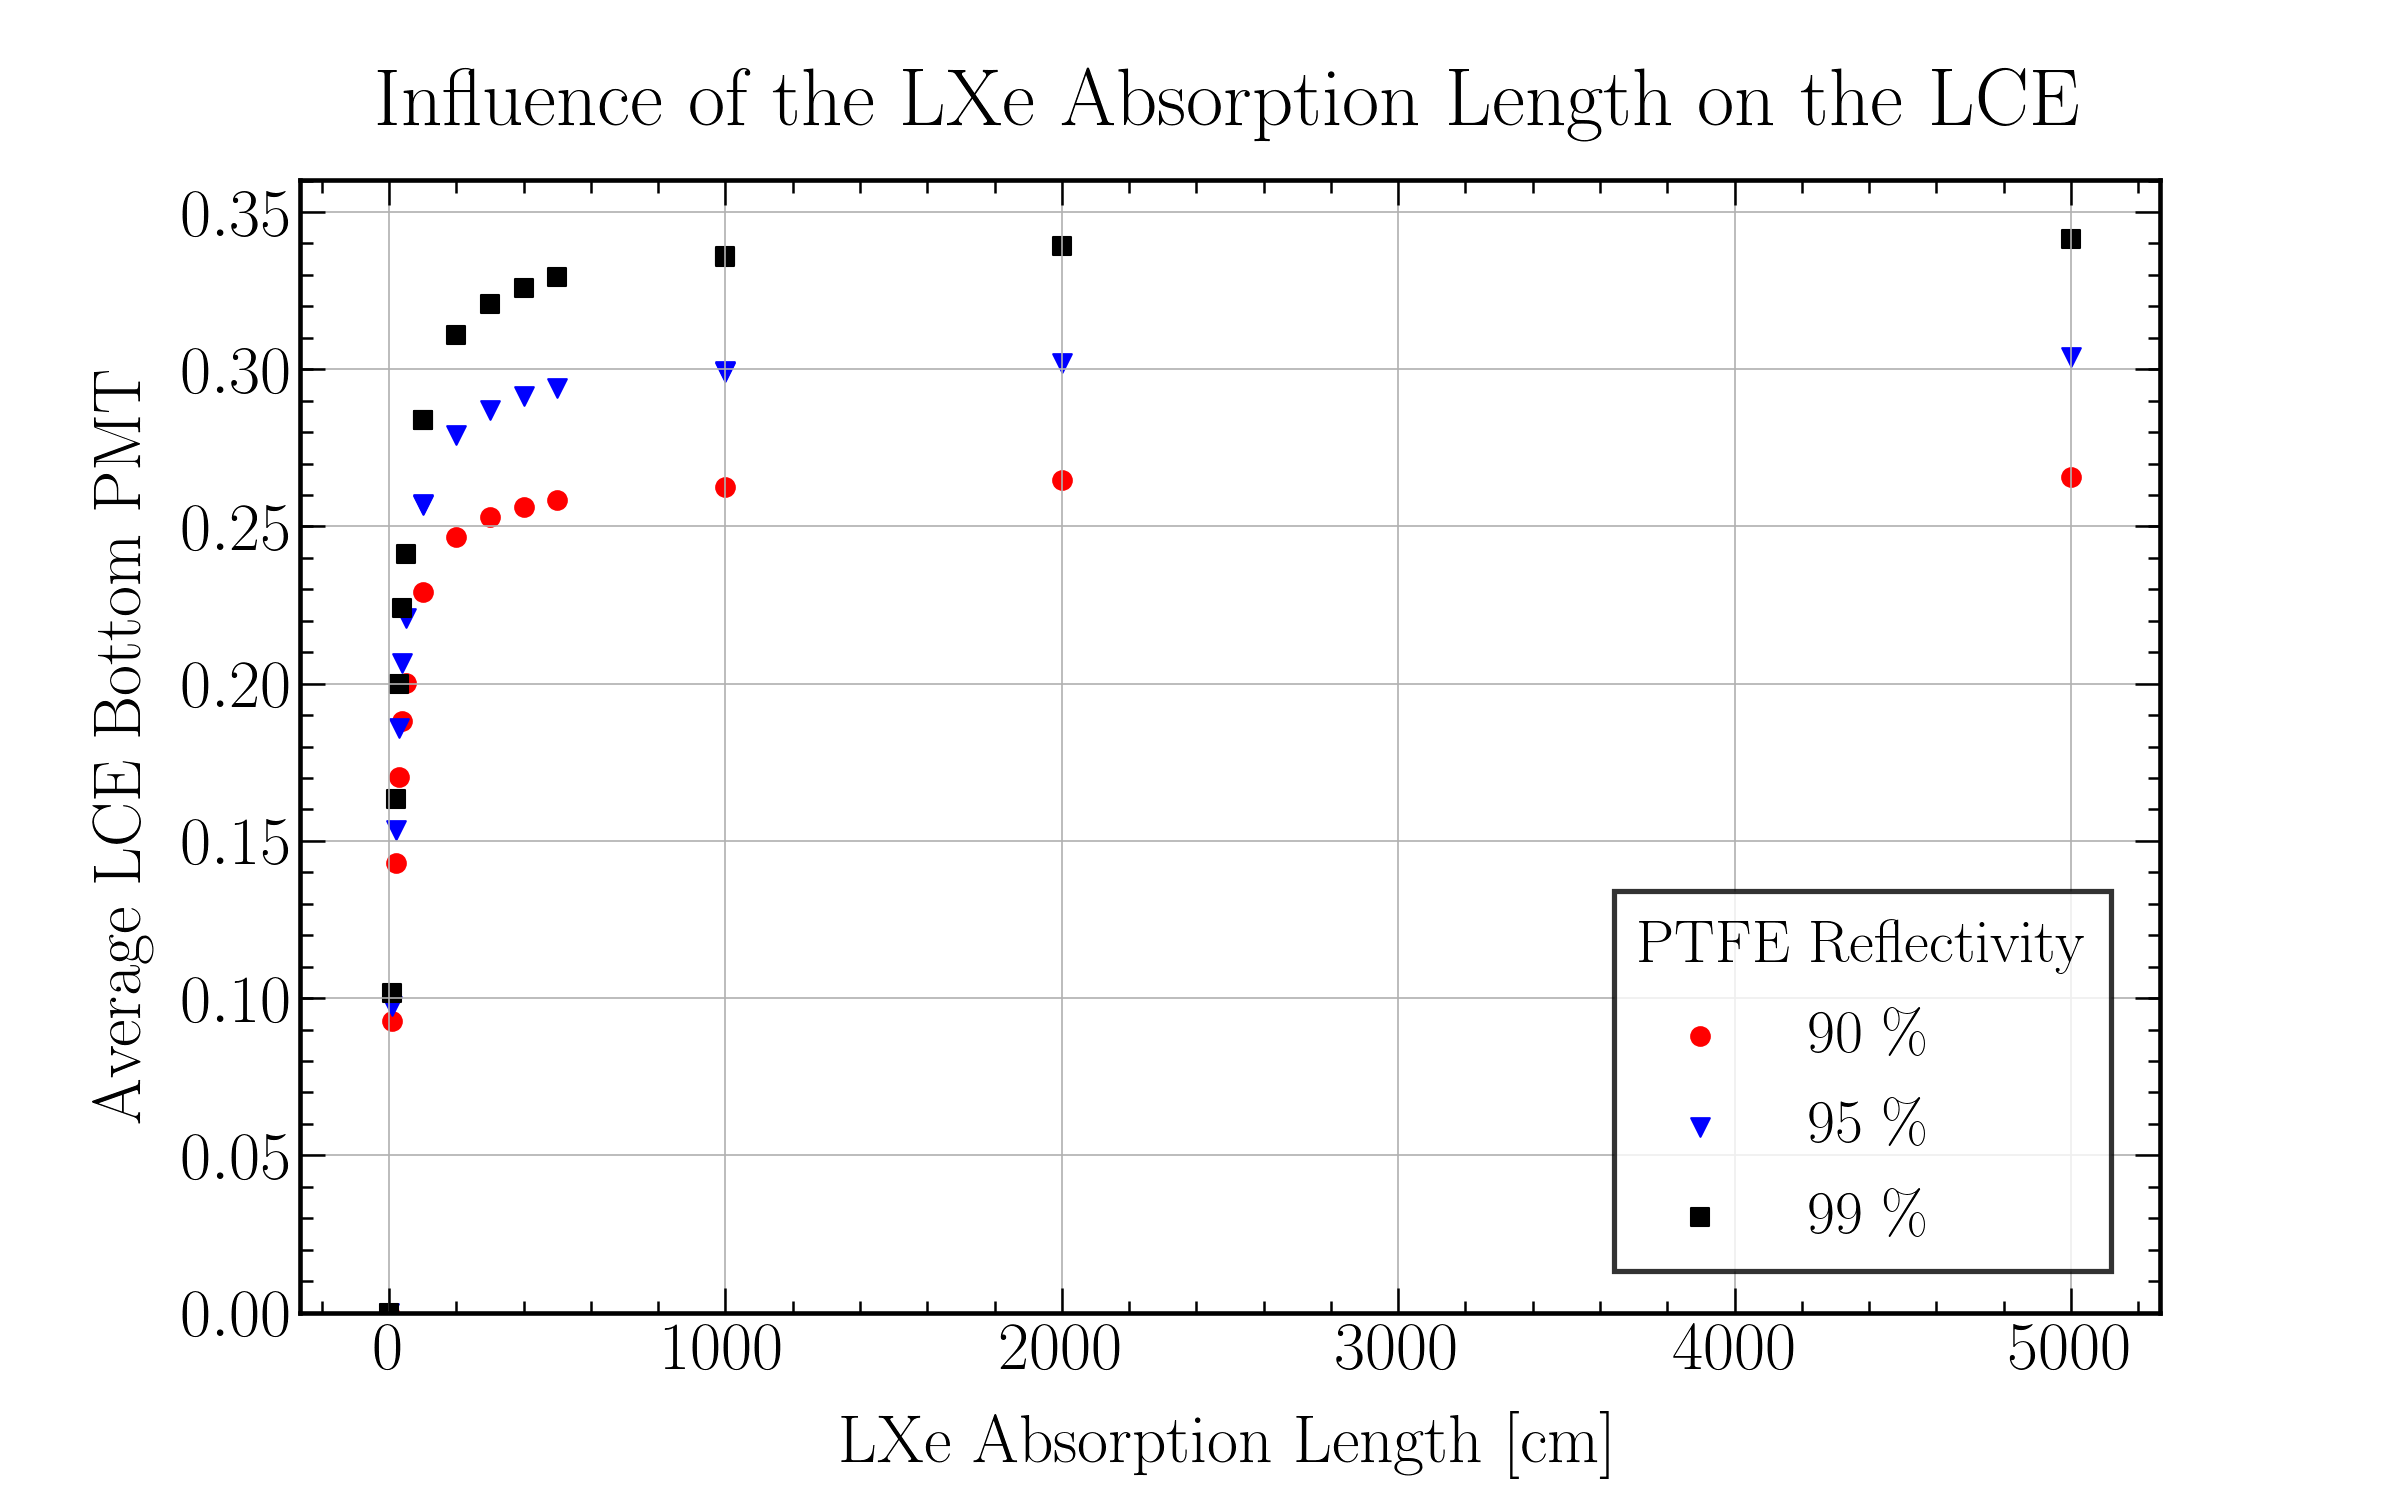 Influence of the LXe Absorption Length on the LCE
Average LCE Bottom PMT
0.35
0.30
0.25
0.20
0.15
0.10
0.05
0.00
0 1000 2000 3000 4000 5000
LXe Absorption Length [cm]
PTFE Reflectivity
90 %
95 %
99 %